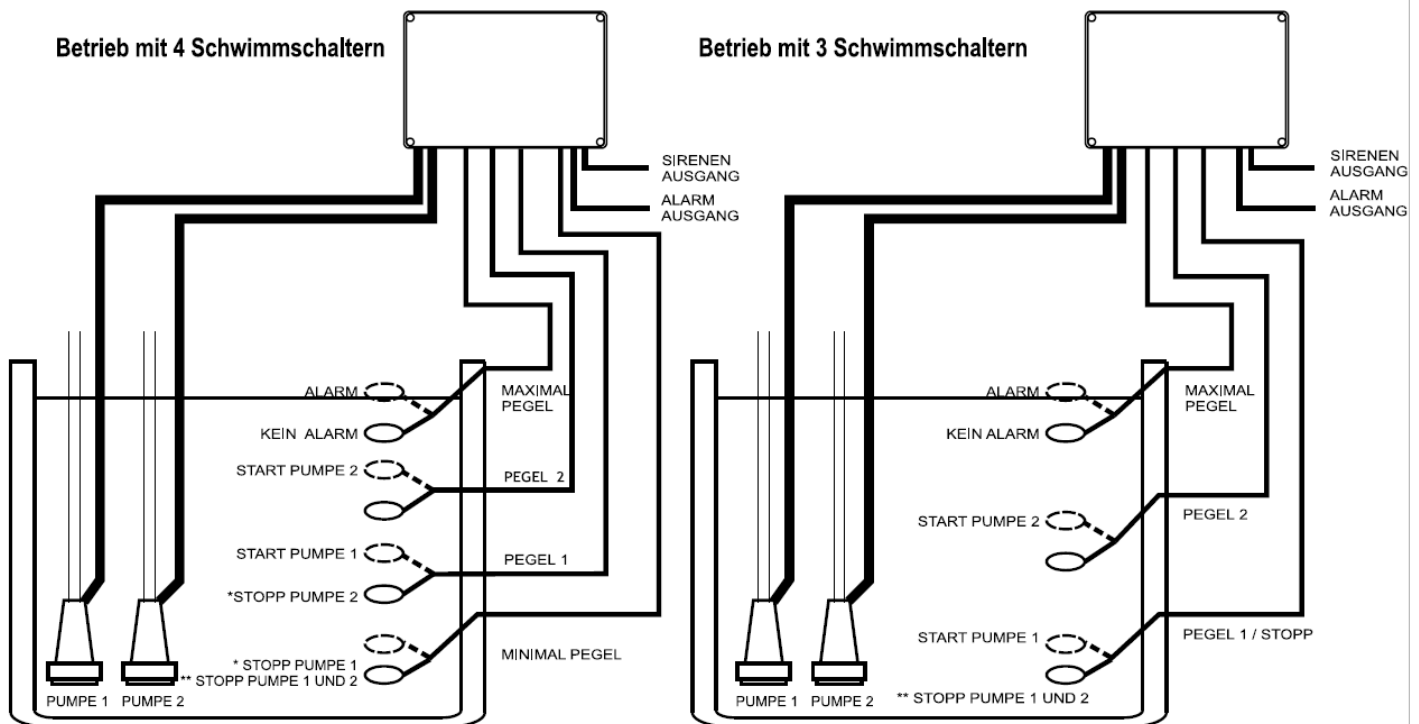 Betrieb mit 4 Schwimmschaltern
SIRENEN
AUSGANG
ALARM
AUSGANG
ALARM
MAXIMAL
PEGEL
KEIN ALARM
START PUMPE 2
PEGEL 2
START PUMPE 1
PEGEL 1
*STOPP PUMPE 2
* STOPP PUMPE 1
** STOPP PUMPE 1 UND 2
MINIMAL PEGEL
PUMPE 1
PUMPE 2
Betrieb mit 3 Schwimmschaltern
SIRENEN
AUSGANG
ALARM
AUSGANG
ALARM
MAXIMAL
PEGEL
KEIN ALARM
START PUMPE 2
PEGEL 2
START PUMPE 1
PEGEL 1 / STOPP
** STOPP PUMPE 1 UND 2
PUMPE 1
PUMPE 2